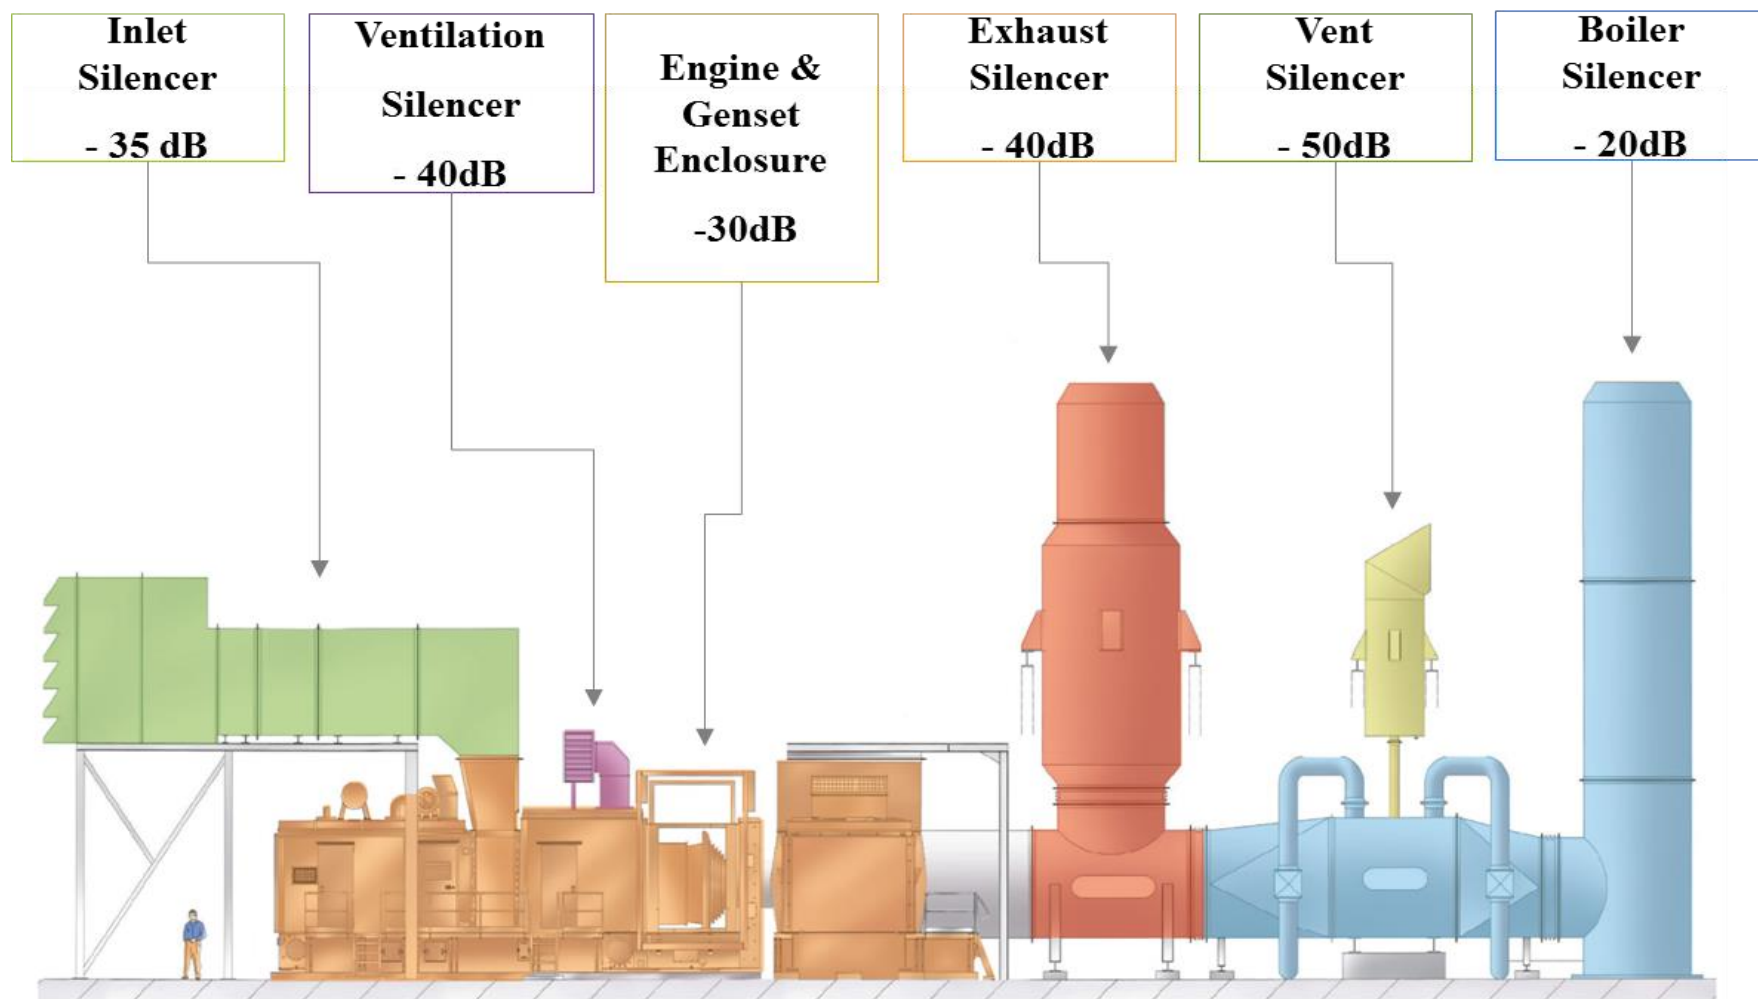 Inlet
Silencer
- 35 dB
Ventilation
Silencer
- 40dB
Engine &
Genset
Enclosure
-30dB
Exhaust
Silencer
- 40dB
Vent
Silencer
- 50dB
Boiler
Silencer
- 20dB